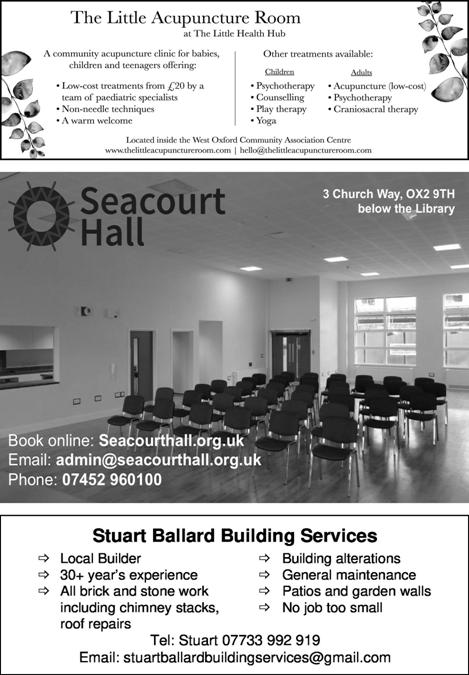 The Little Acupuncture Room
at The Little Health Hub
A community acupuncture clinic for babies,
children and teenagers offering:
• Low-cost treatments from £20 by a
team of paediatric specialists
• Non-needle techniques
• A warm welcome
Other treatments available:
Children
• Psychotherapy
• Counselling
• Play therapy
• Yoga
Adults
• Acupuncture (low-cost)
• Psychotherapy
• Craniosacral therapy
Located inside the West Oxford Community Association Centre
www.thelittleacupunctureroom.com | hello@thelittleacupunctureroom.com
Seacourt
Hall
3 Church Way, OX2 9TH
below the Library
Book online: Seacourthall.org.uk
Email: admin@seacourthall.org.uk
Phone: 07452 960100
Stuart Ballard Building Services
⇨ Local Builder
⇨ 30+ year’s experience
⇨ All brick and stone work
including chimney stacks,
roof repairs
⇨ Building alterations
⇨ General maintenance
⇨ Patios and garden walls
⇨ No job too small
Tel: Stuart 07733 992 919
Email: stuartballardbuildingservices@gmail.com